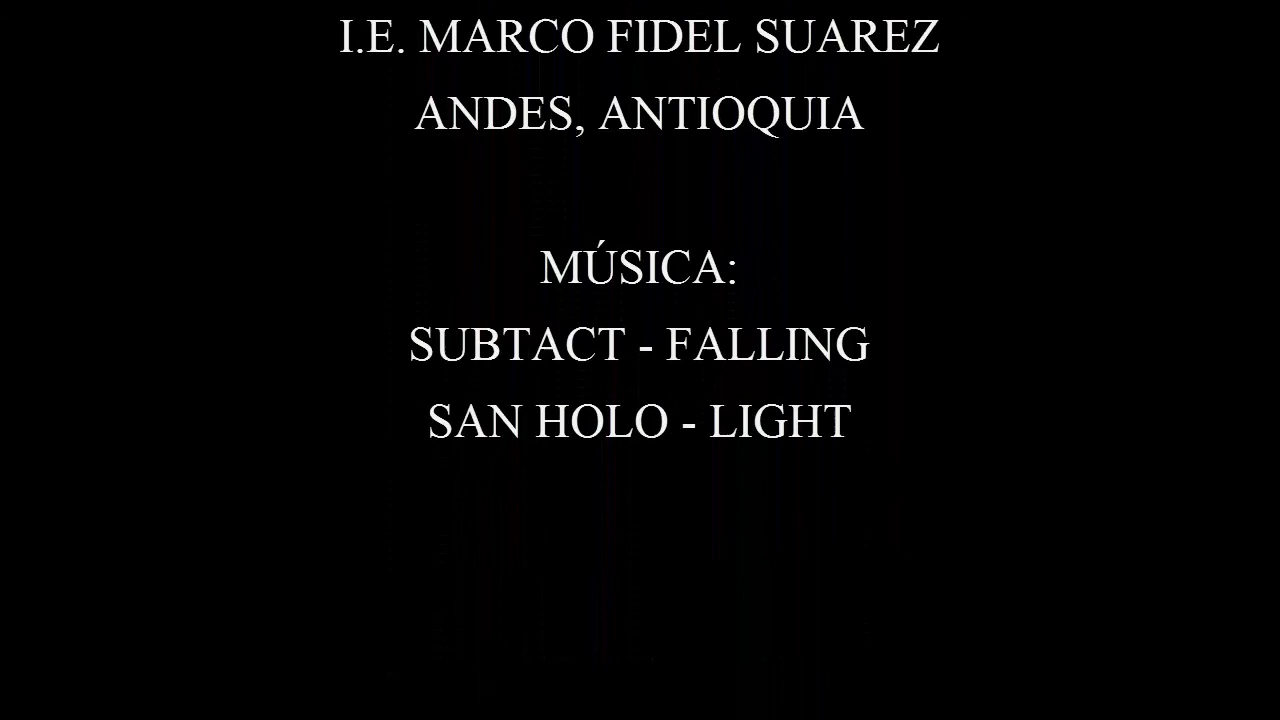 I.E. MARCO FIDEL SUAREZ
ANDES, ANTIOQUIA
MÚSICA:
SUBTACT - FALLING
SAN HOLO - LIGHT